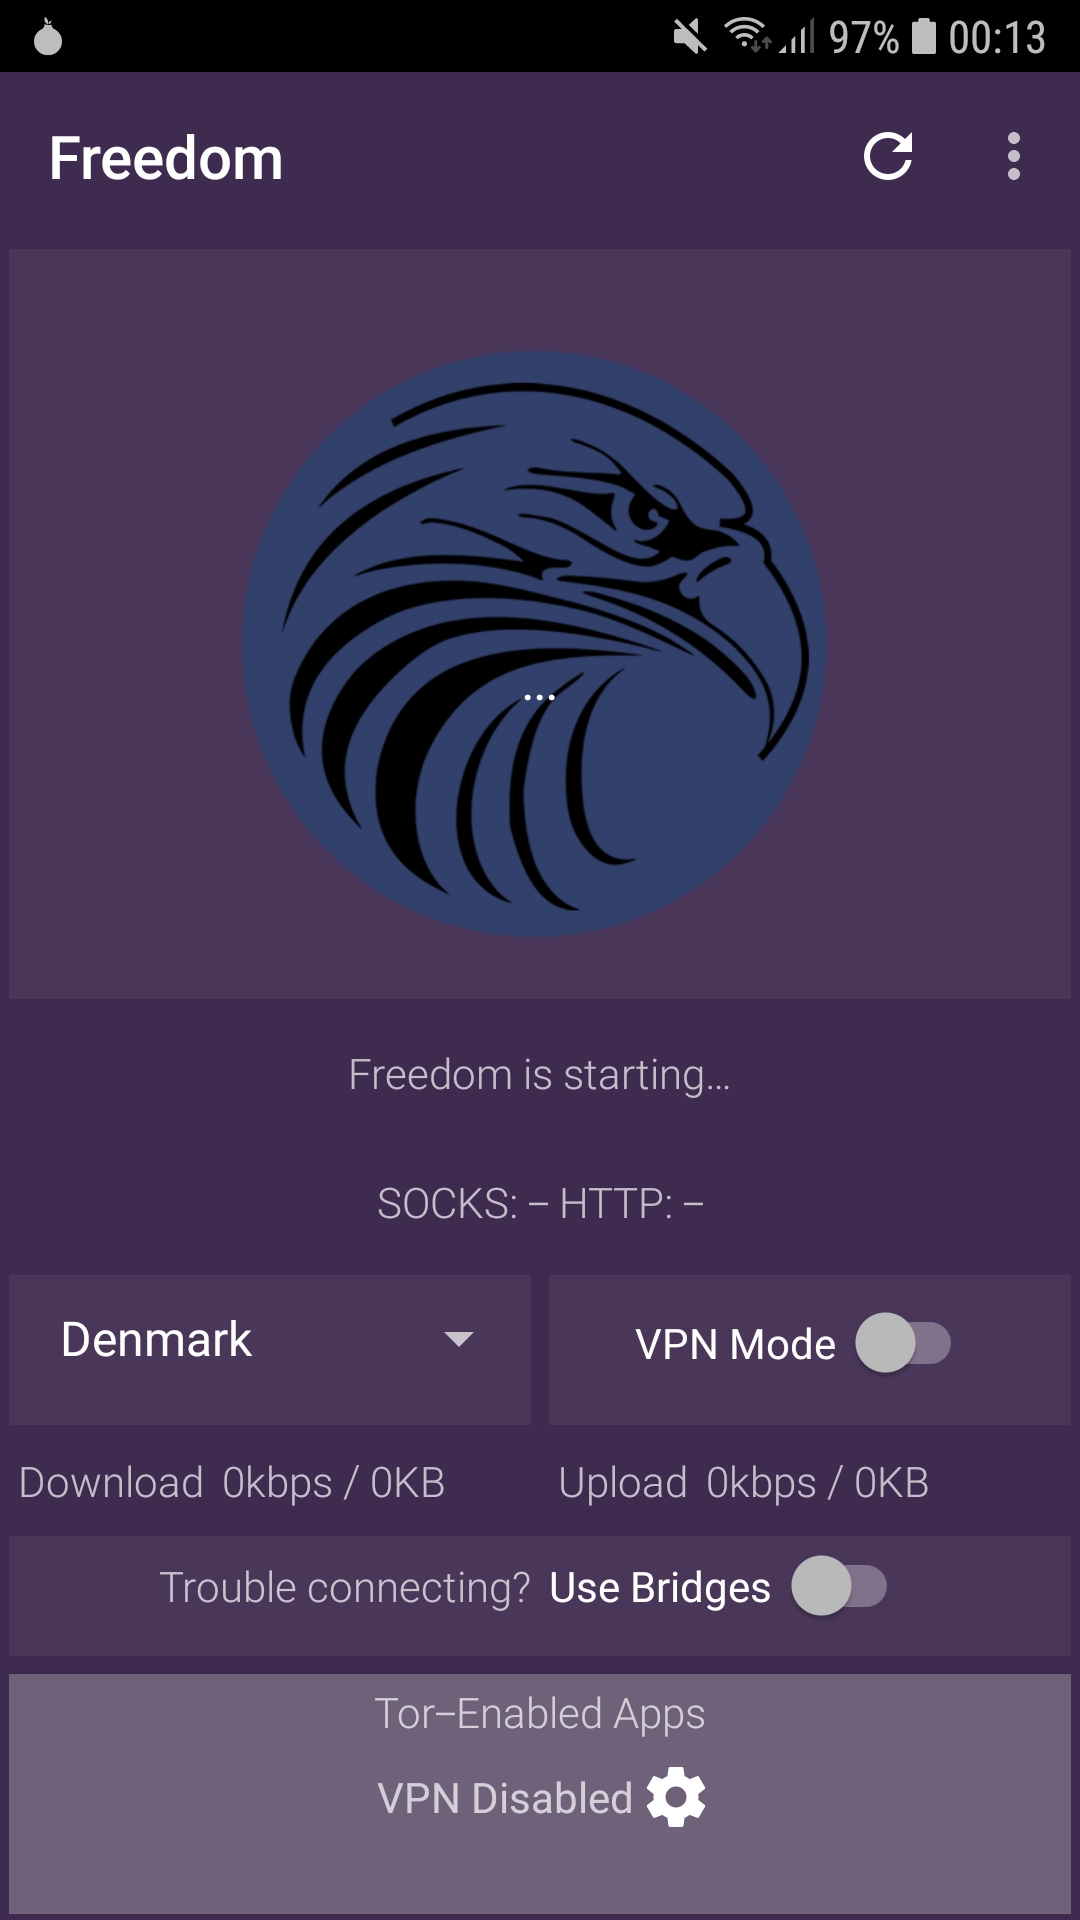 97% 00:13
Freedom
...
Freedom is starting...
SOCKS: – HTTP: –
Denmark
VPN Mode
Download 0kbps / 0KB
Upload 0kbps / 0KB
Trouble connecting? Use Bridges
Tor–Enabled Apps
VPN Disabled